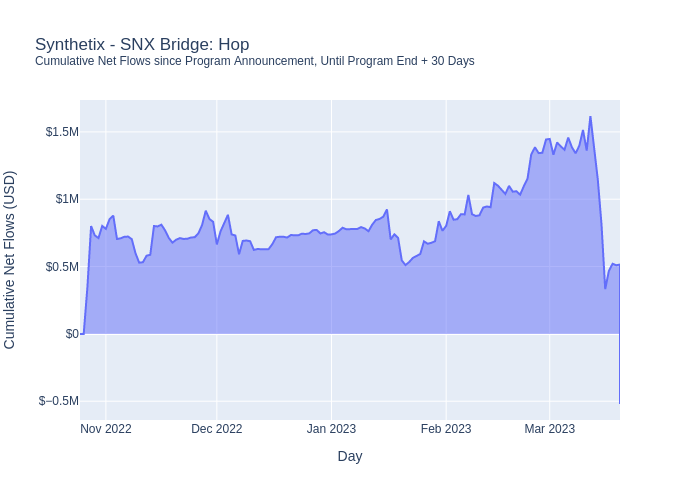 Synthetix - SNX Bridge: Hop
Cumulative Net Flows since Program Announcement, Until Program End + 30 Days
Cumulative Net Flows (USD)
$1.5M
$1M
$0.5M
$0
$−0.5M
Nov 2022
Dec 2022
Jan 2023
Feb 2023
Mar 2023
Day